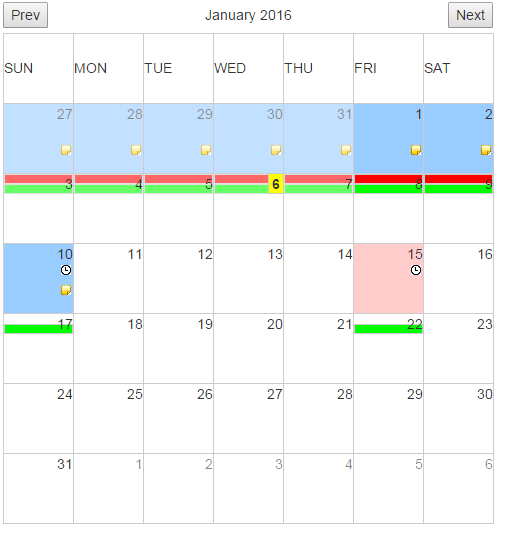 Prev January 2016 Next
SUN MON TUE WED THU FRI SAT
27 28 29 30 31 1 2
3 4 5 6 7 8 9
10 11 12 13 14 15 16
17 18 19 20 21 22 23
24 25 26 27 28 29 30
31 1 2 3 4 5 6